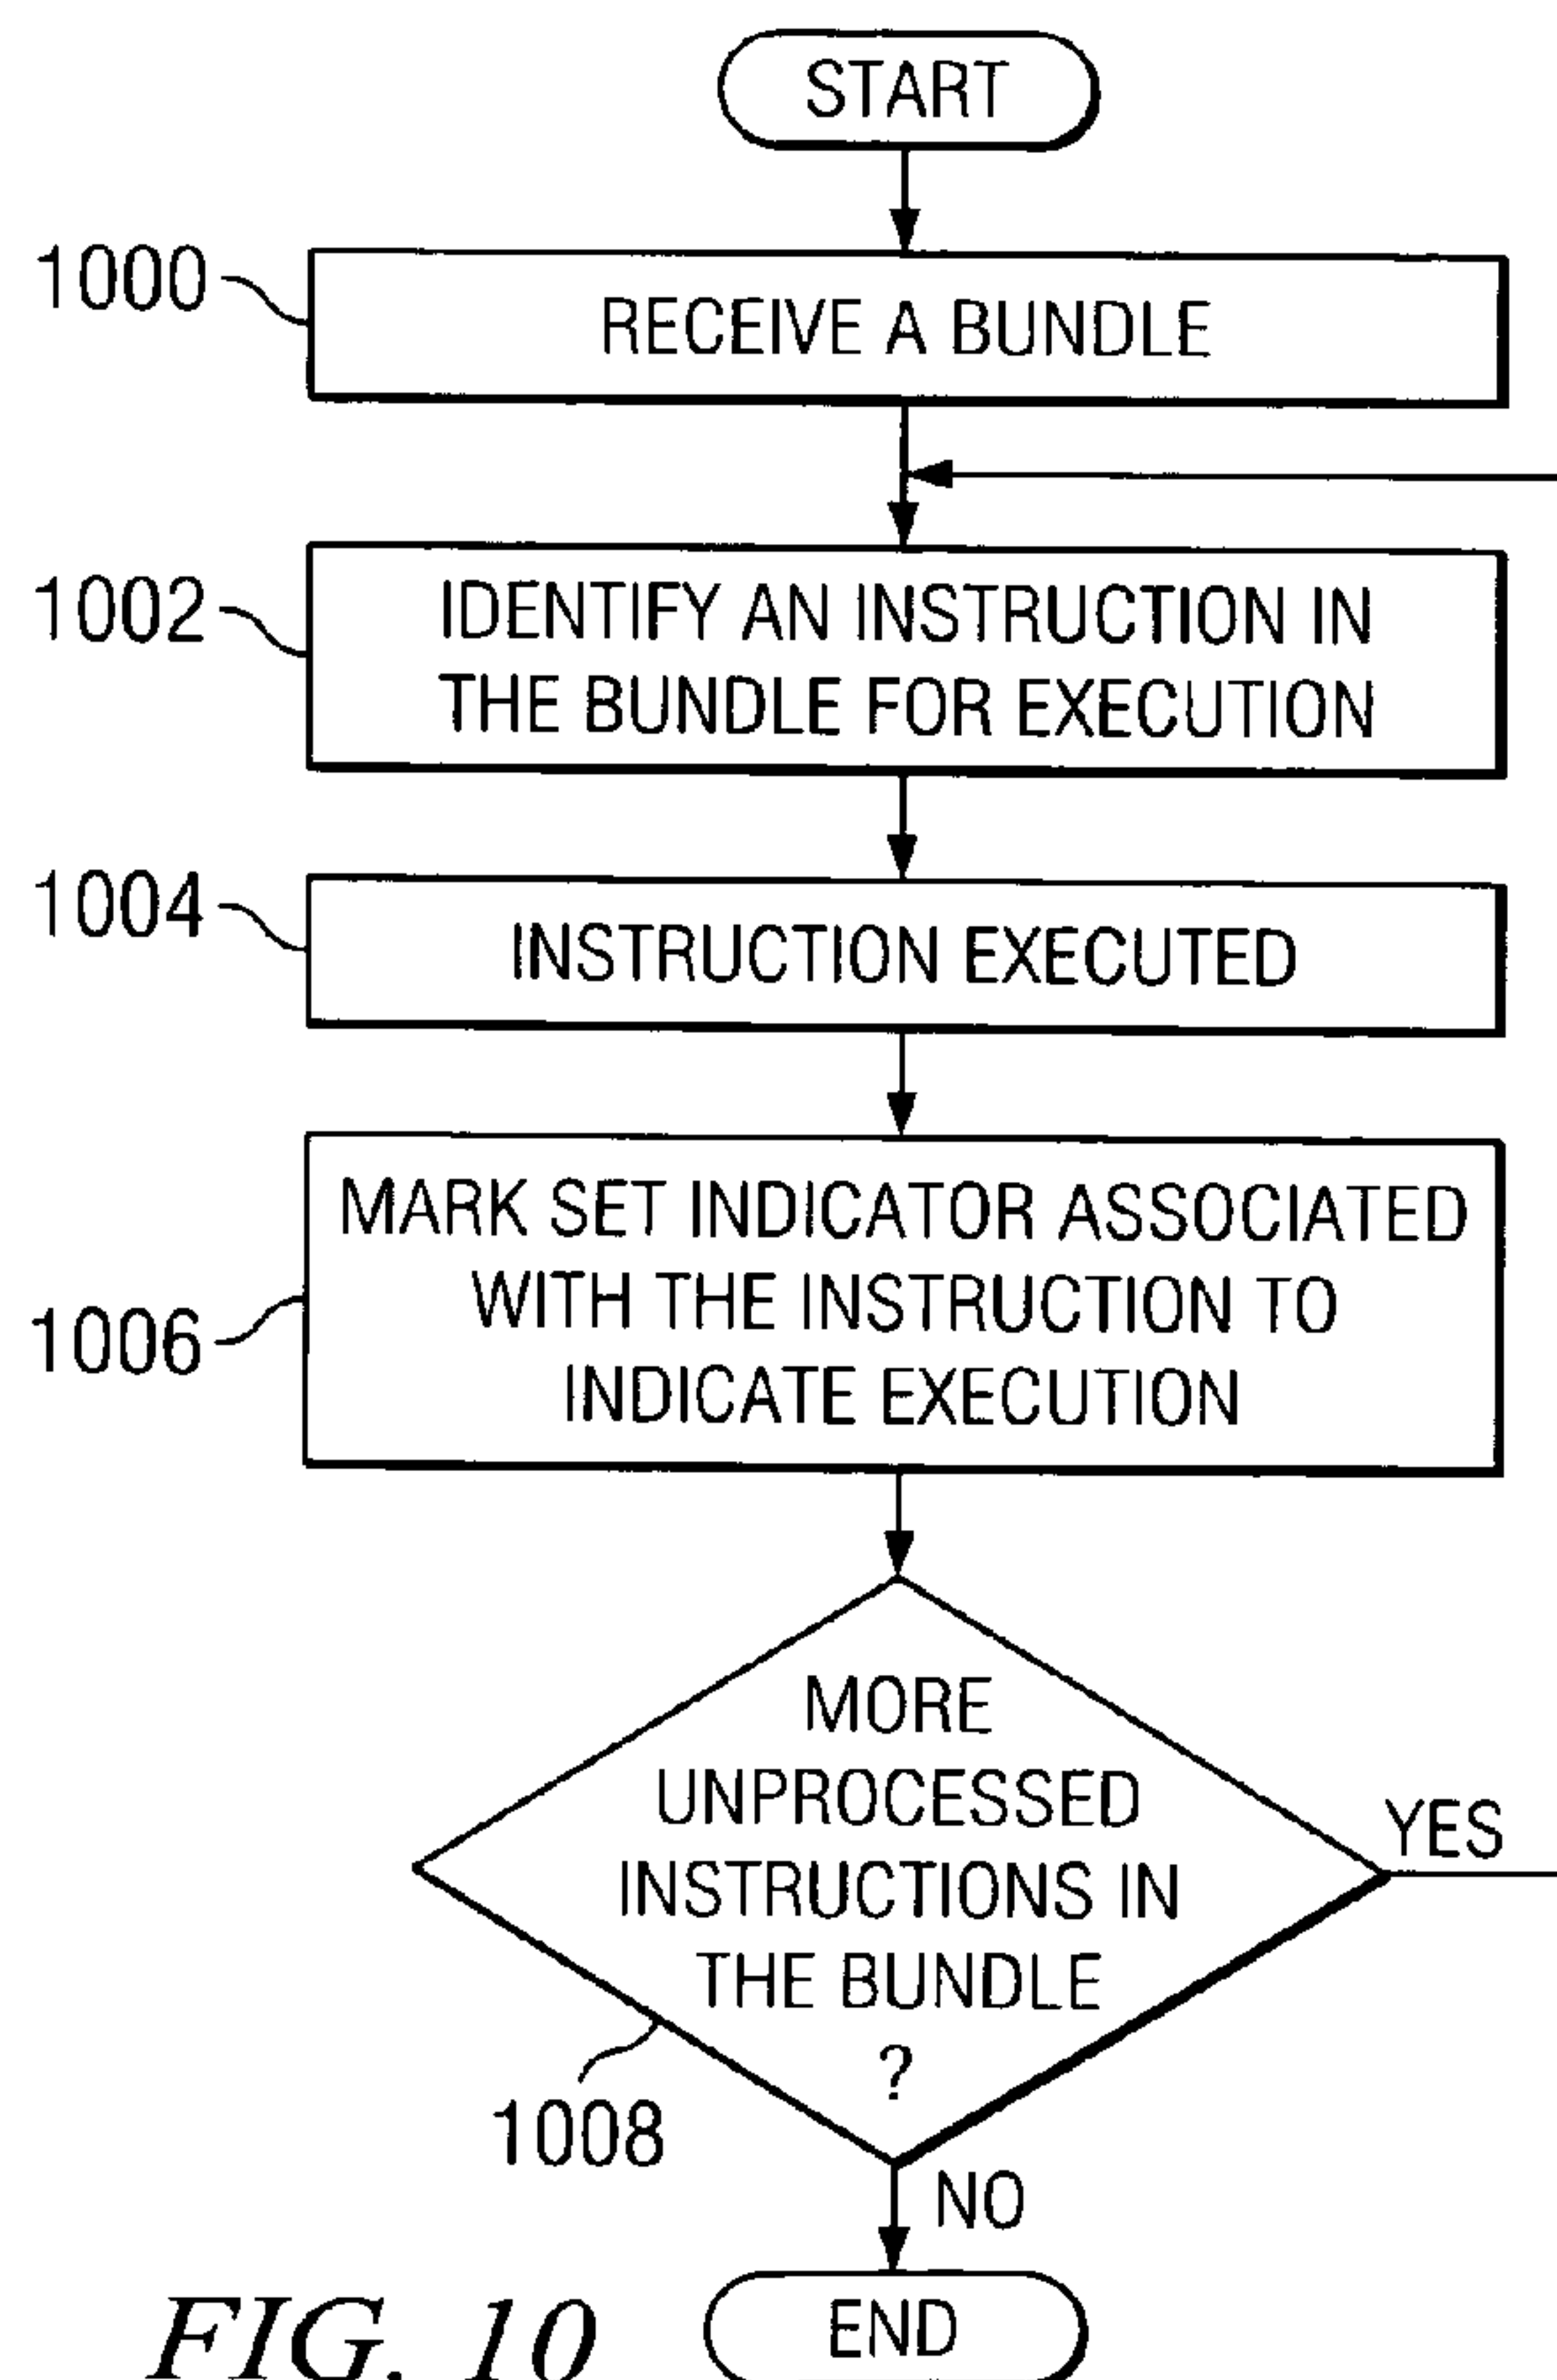 START
1000
RECEIVE A BUNDLE
1002
IDENTIFY AN INSTRUCTION IN
THE BUNDLE FOR EXECUTION
1004
INSTRUCTION EXECUTED
MARK SET INDICATOR ASSOCIATED
WITH THE INSTRUCTION TO
INDICATE EXECUTION
1006
MORE
UNPROCESSED
INSTRUCTIONS IN
THE BUNDLE
?
YES
1008
NO
END
FIG. 10